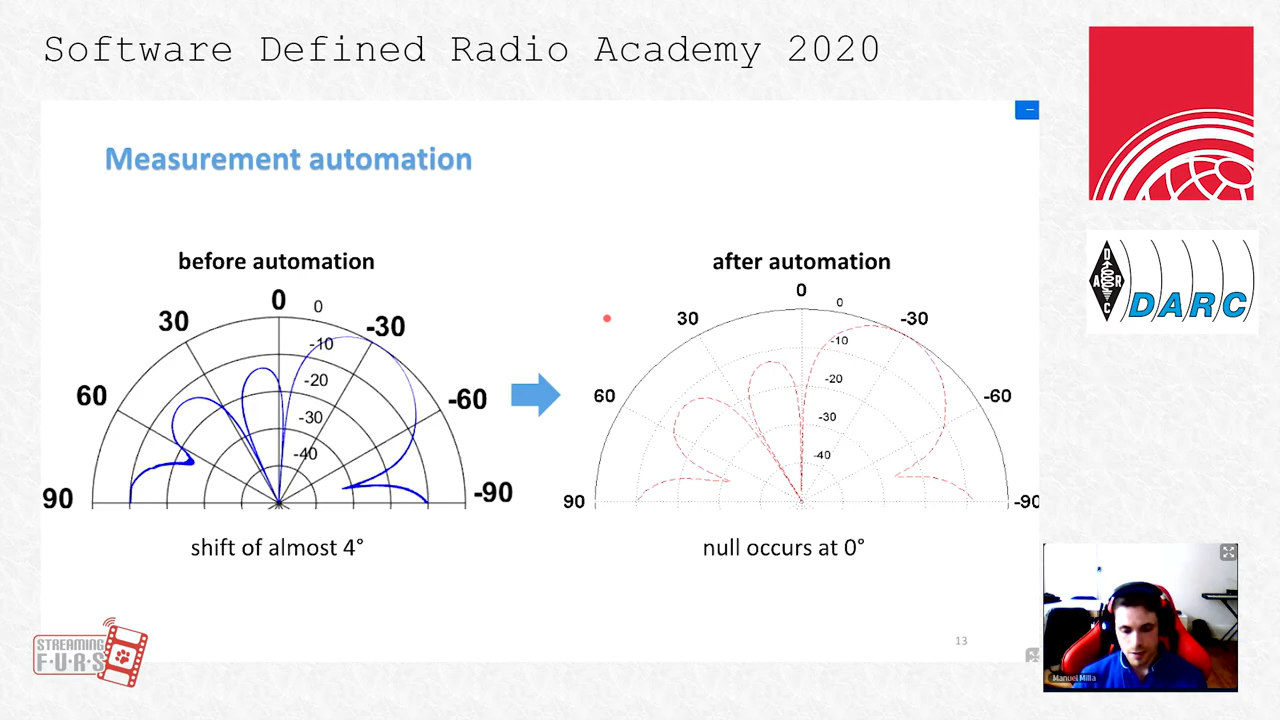 Software Defined Radio Academy 2020
Measurement automation
before automation
0
0
30
-30
-10
60
-20
-60
-30
-40
90
-90
shift of almost 4°
after automation
0
0
30
-30
-10
60
-20
-60
-30
-40
90
-90
null occurs at 0°
13
D
A R
C
DARC
STREAMING
F·U·R·S
Manuel Milla